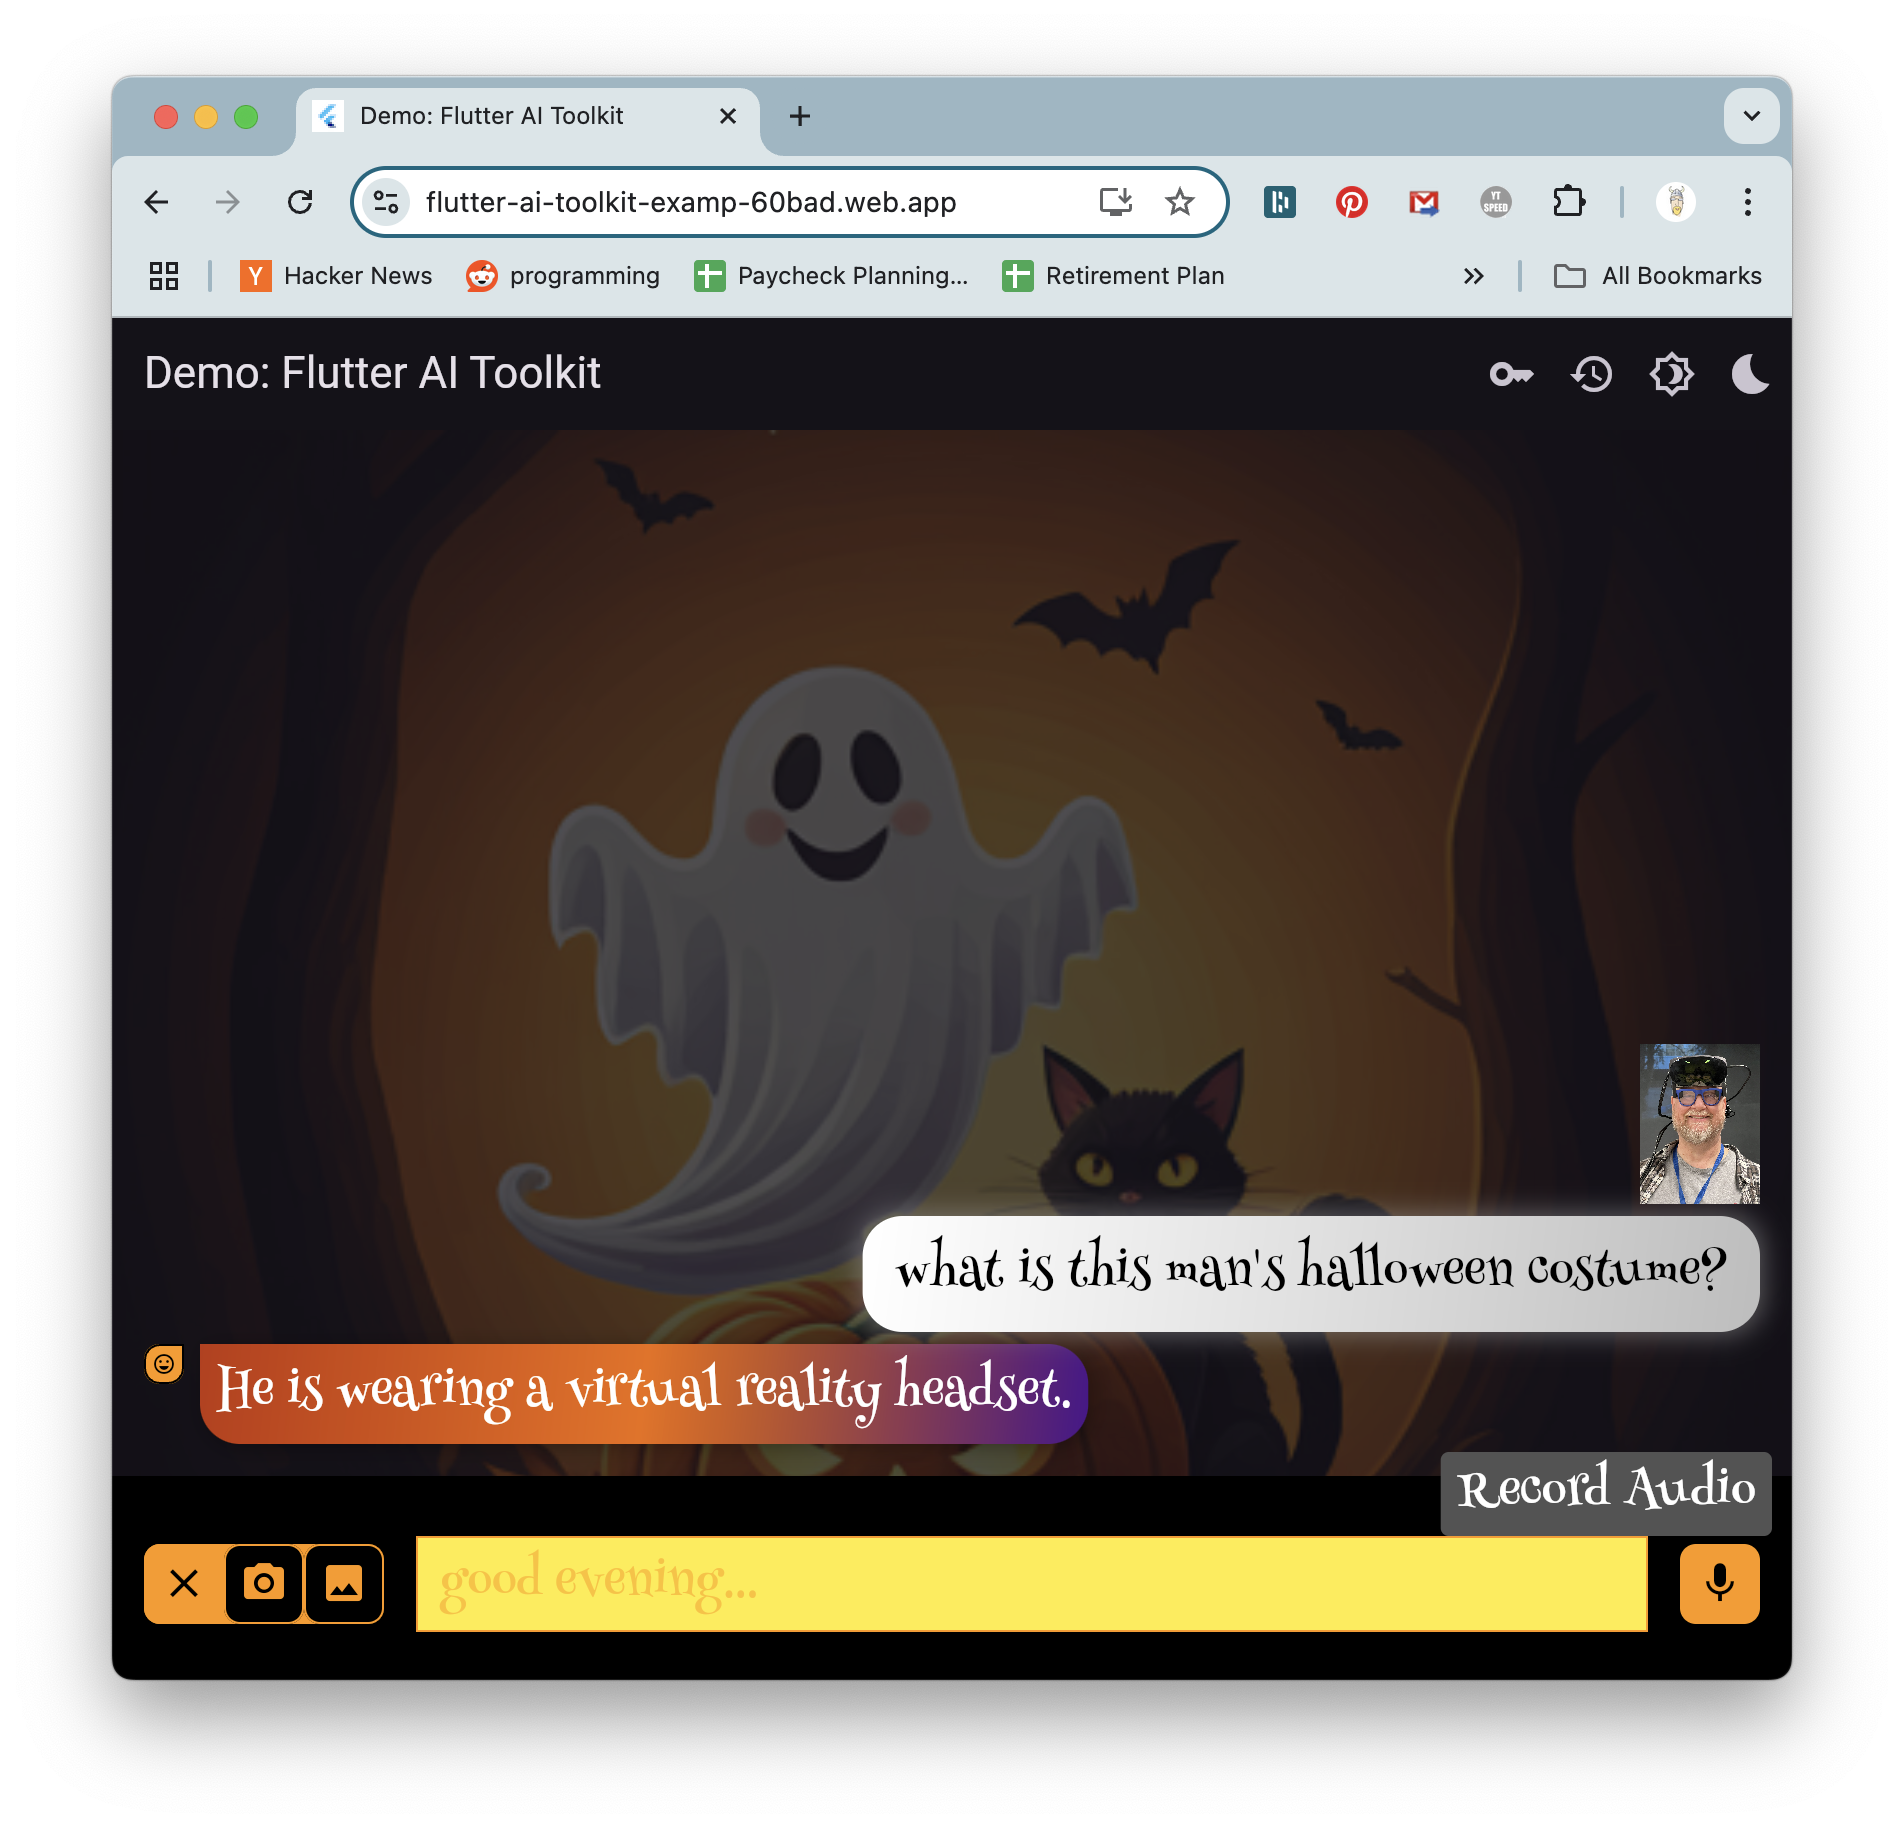 Demo: Flutter AI Toolkit
flutter-ai-toolkit-examp-60bad.web.app
YT
SPEED
Y Hacker News programming Paycheck Planning... Retirement Plan All Bookmarks
Demo: Flutter AI Toolkit
what is this man's halloween costume?
He is wearing a virtual reality headset.
Record Audio
good evening...